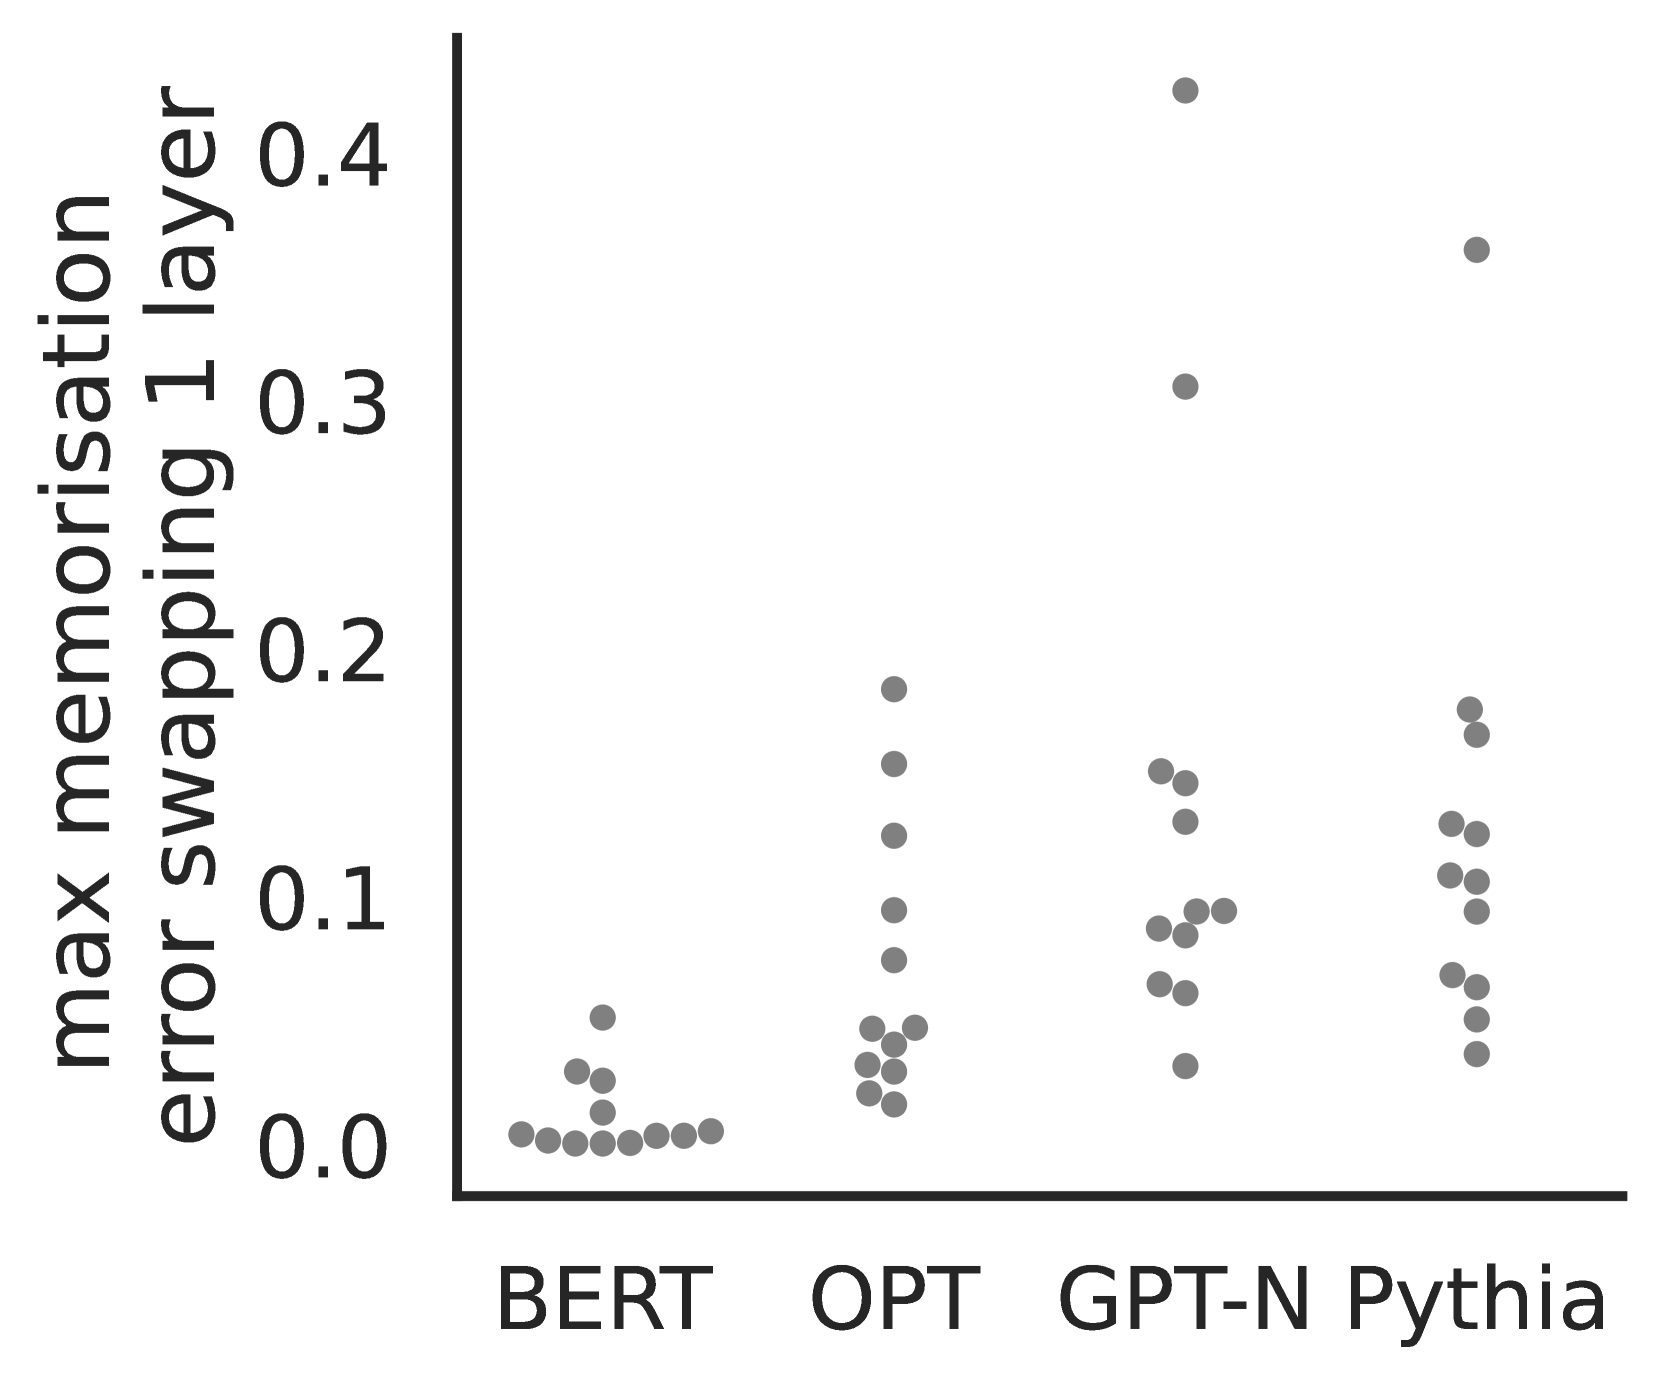 max memorisation
error swapping 1 layer
0.4
0.3
0.2
0.1
0.0
BERT OPT GPT-N Pythia